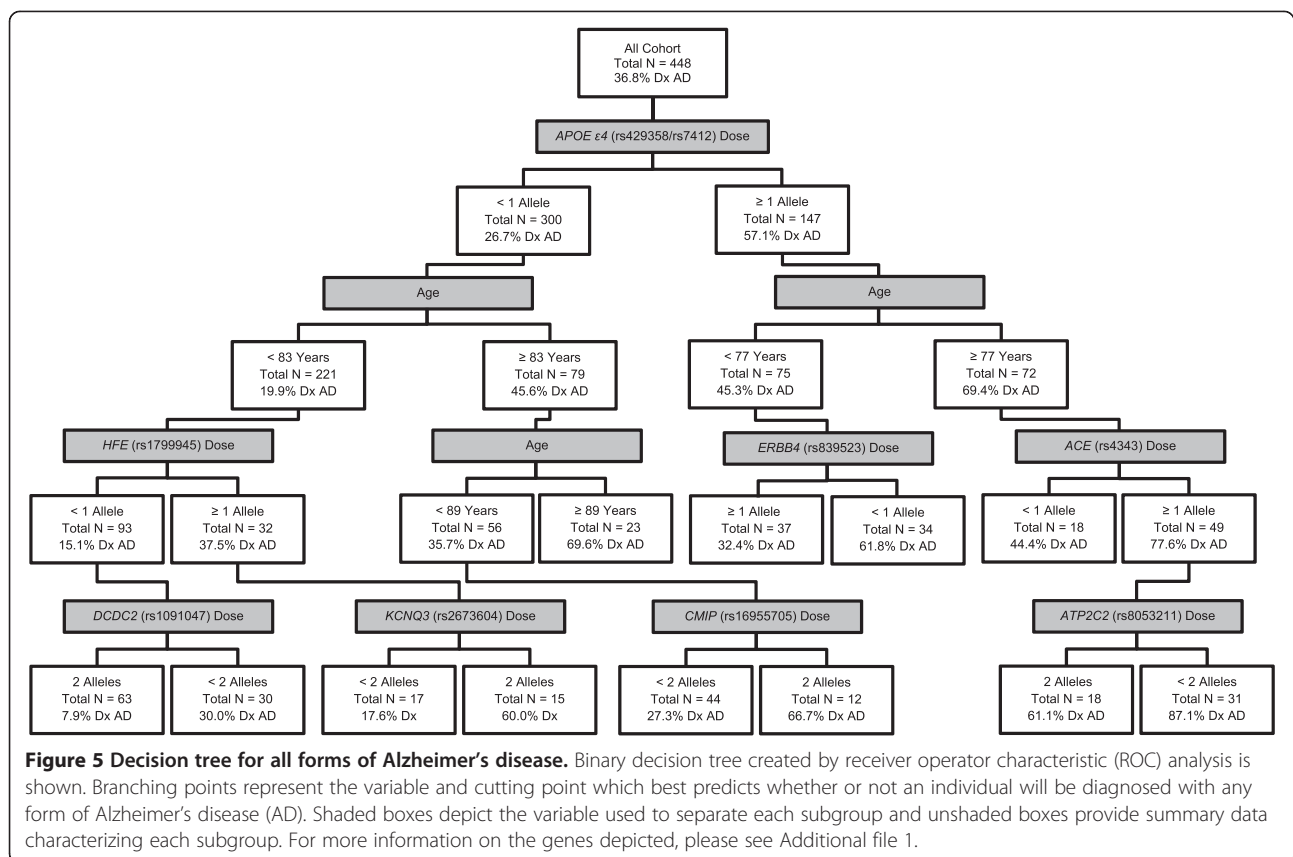 All Cohort
Total N = 448
36.8% Dx AD
APOE ε4 (rs429358/rs7412) Dose
< 1 Allele
Total N = 300
26.7% Dx AD
≥ 1 Allele
Total N = 147
57.1% Dx AD
Age
Age
< 83 Years
Total N = 221
19.9% Dx AD
≥ 83 Years
Total N = 79
45.6% Dx AD
< 77 Years
Total N = 75
45.3% Dx AD
≥ 77 Years
Total N = 72
69.4% Dx AD
HFE (rs1799945) Dose
Age
ERBB4 (rs839523) Dose
ACE (rs4343) Dose
< 1 Allele
Total N = 93
15.1% Dx AD
≥ 1 Allele
Total N = 32
37.5% Dx AD
< 89 Years
Total N = 56
35.7% Dx AD
≥ 89 Years
Total N = 23
69.6% Dx AD
≥ 1 Allele
Total N = 37
32.4% Dx AD
< 1 Allele
Total N = 34
61.8% Dx AD
< 1 Allele
Total N = 18
44.4% Dx AD
≥ 1 Allele
Total N = 49
77.6% Dx AD
DCDC2 (rs1091047) Dose
KCNQ3 (rs2673604) Dose
CMIP (rs16955705) Dose
ATP2C2 (rs8053211) Dose
2 Alleles
Total N = 63
7.9% Dx AD
< 2 Alleles
Total N = 30
30.0% Dx AD
< 2 Alleles
Total N = 17
17.6% Dx
2 Alleles
Total N = 15
60.0% Dx
< 2 Alleles
Total N = 44
27.3% Dx AD
2 Alleles
Total N = 12
66.7% Dx AD
2 Alleles
Total N = 18
61.1% Dx AD
< 2 Alleles
Total N = 31
87.1% Dx AD
Figure 5 Decision tree for all forms of Alzheimer's disease. Binary decision tree created by receiver operator characteristic (ROC) analysis is
shown. Branching points represent the variable and cutting point which best predicts whether or not an individual will be diagnosed with any
form of Alzheimer's disease (AD). Shaded boxes depict the variable used to separate each subgroup and unshaded boxes provide summary data
characterizing each subgroup. For more information on the genes depicted, please see Additional file 1.